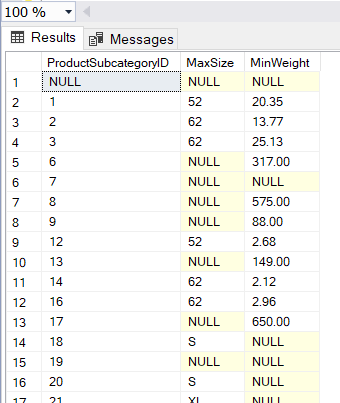 100 %
Results Messages
ProductSubcategoryID MaxSize MinWeight
1 NULL NULL NULL
2 1 52 20.35
3 2 62 13.77
4 3 62 25.13
5 6 NULL 317.00
6 7 NULL NULL
7 8 NULL 575.00
8 9 NULL 88.00
9 12 52 2.68
10 13 NULL 149.00
11 14 62 2.12
12 16 62 2.96
13 17 NULL 650.00
14 18 S NULL
15 19 NULL NULL
16 20 S NULL
17 21 XL NULL